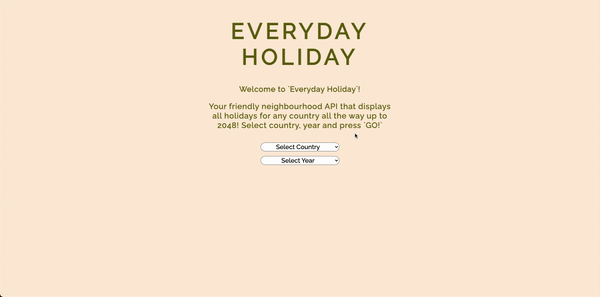 EVERYDAY
HOLIDAY
Welcome to `Everyday Holiday`!
Your friendly neighbourhood API that displays
all holidays for any country all the way up to
2048! Select country, year and press `GO!`
Select Country
Select Year